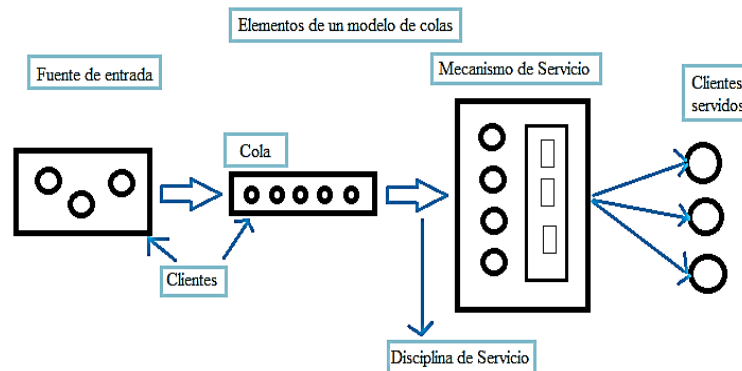 Elementos de un modelo de colas
Fuente de entrada
Mecanismo de Servicio
Clientes
servidos
Cola
Clientes
Disciplina de Servicio